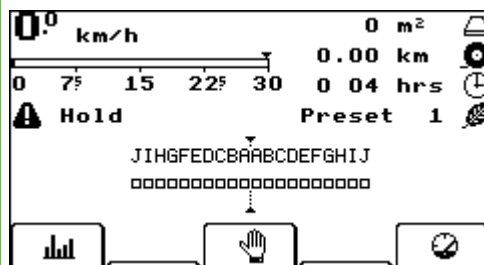 0.0 km/h 0 m²
0.00 km
0 7.5 15 22.5 30 0 04 hrs
Hold Preset 1
JIHGFEDCBAABCDEFGHIJ